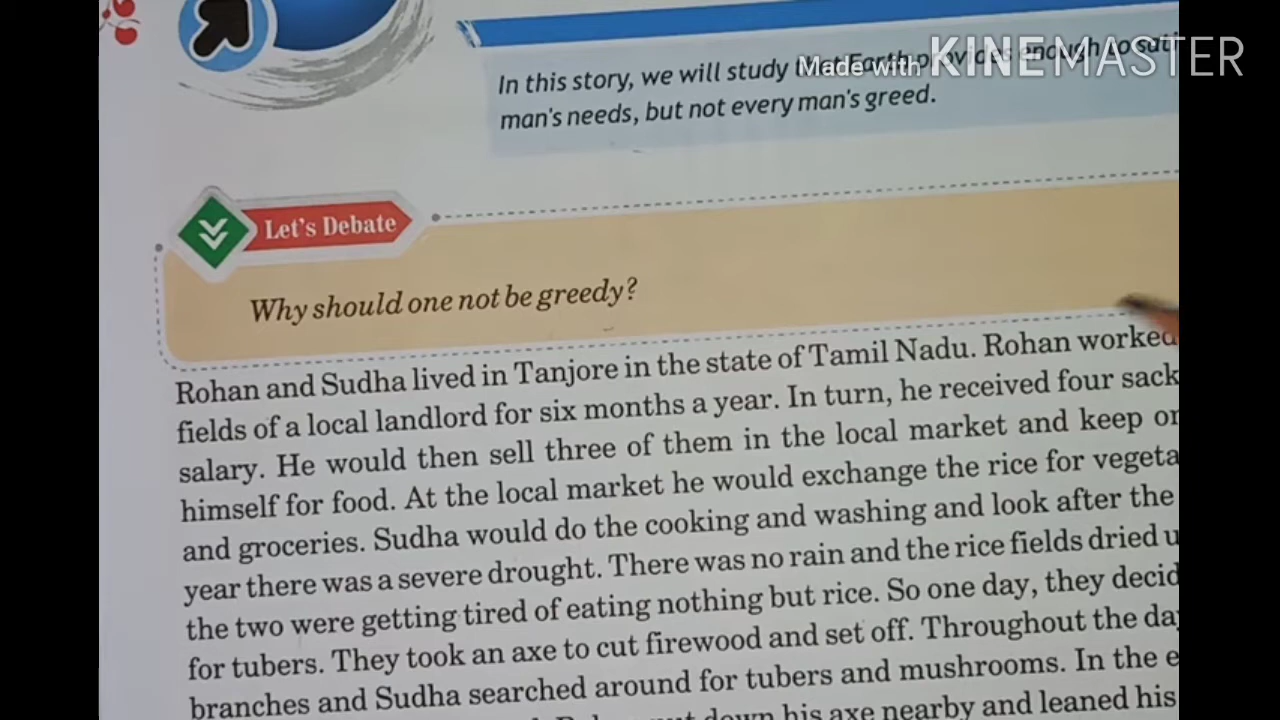 Made with KINEMASTER
In this story, we will study that Earth provides enough to
man's needs, but not every man's greed.
Let's Debate
Why should one not be greedy?
Rohan and Sudha lived in Tanjore in the state of Tamil Nadu. Rohan worked
fields of a local landlord for six months a year. In turn, he received four
salary. He would then sell three of them in the local market and keep
himself for food. At the local market he would exchange the rice for
and groceries. Sudha would do the cooking and washing and look after the
year there was a severe drought. There was no rain and the rice fields dried
the two were getting tired of eating nothing but rice. So one day, they
for tubers. They took an axe to cut firewood and set off. Throughout the
branches and Sudha searched around for tubers and mushrooms. In the
down his axe nearby and leaned his